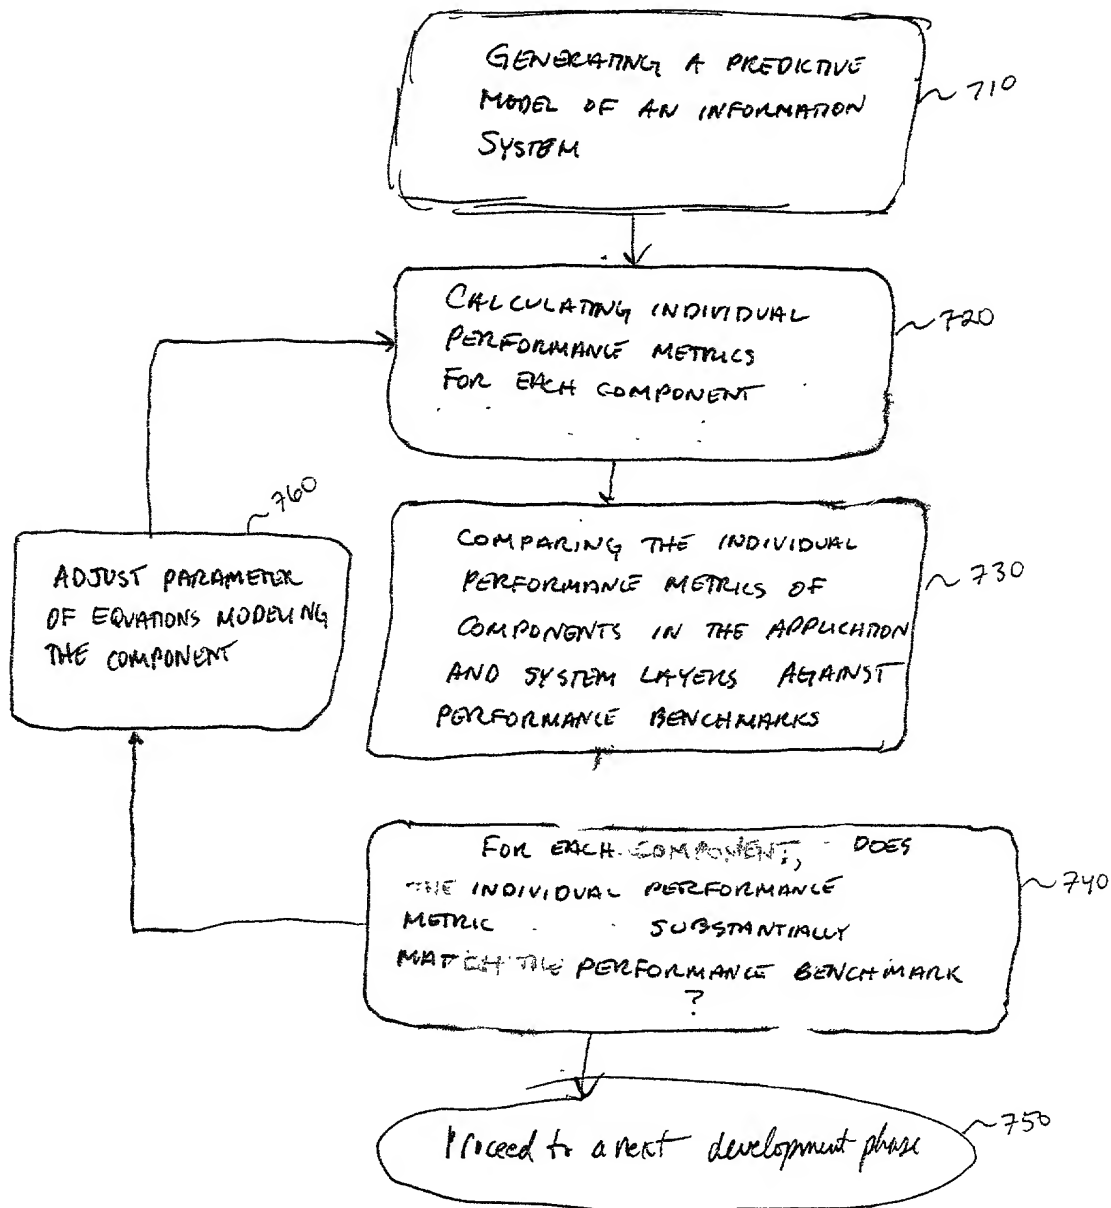 GENERATING A PREDICTIVE
MODEL OF AN INFORMATION
SYSTEM
710
CALCULATING INDIVIDUAL
PERFORMANCE METRICS
FOR EACH COMPONENT
720
760
ADJUST PARAMETER
OF EQUATIONS MODELING
THE COMPONENT
COMPARING THE INDIVIDUAL
PERFORMANCE METRICS OF
COMPONENTS IN THE APPLICATION
AND SYSTEM LAYERS AGAINST
PERFORMANCE BENCHMARKS
730
FOR EACH COMPONENT, DOES
THE INDIVIDUAL PERFORMANCE
METRIC SUBSTANTIALLY
MATCH THE PERFORMANCE BENCHMARK
?
740
Proceed to a next development phase
750